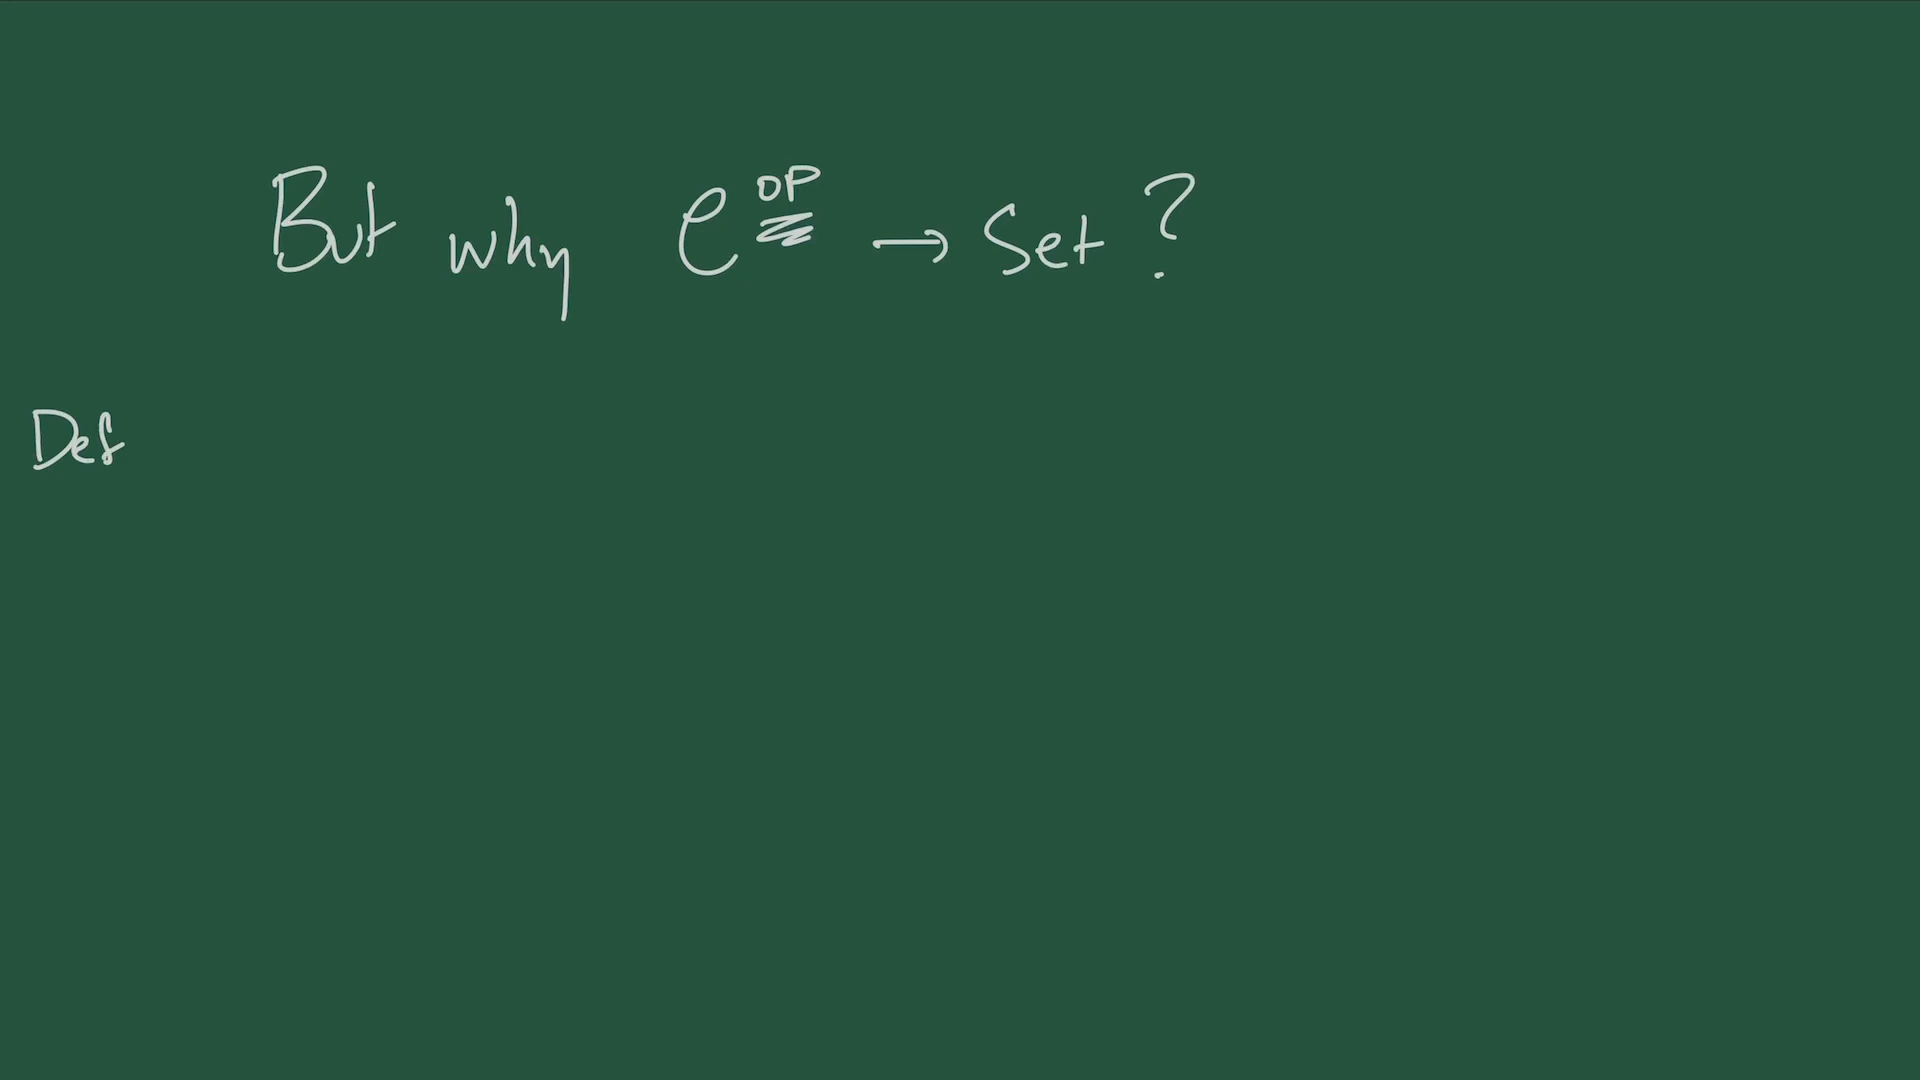 But why C^OP → Set ?
Def